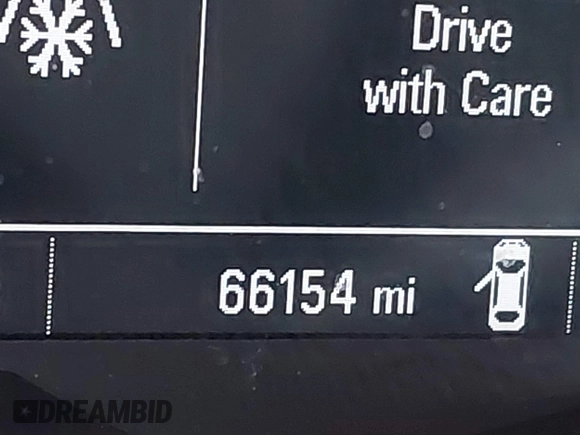 Drive
with Care
66154 mi
DREAMBID